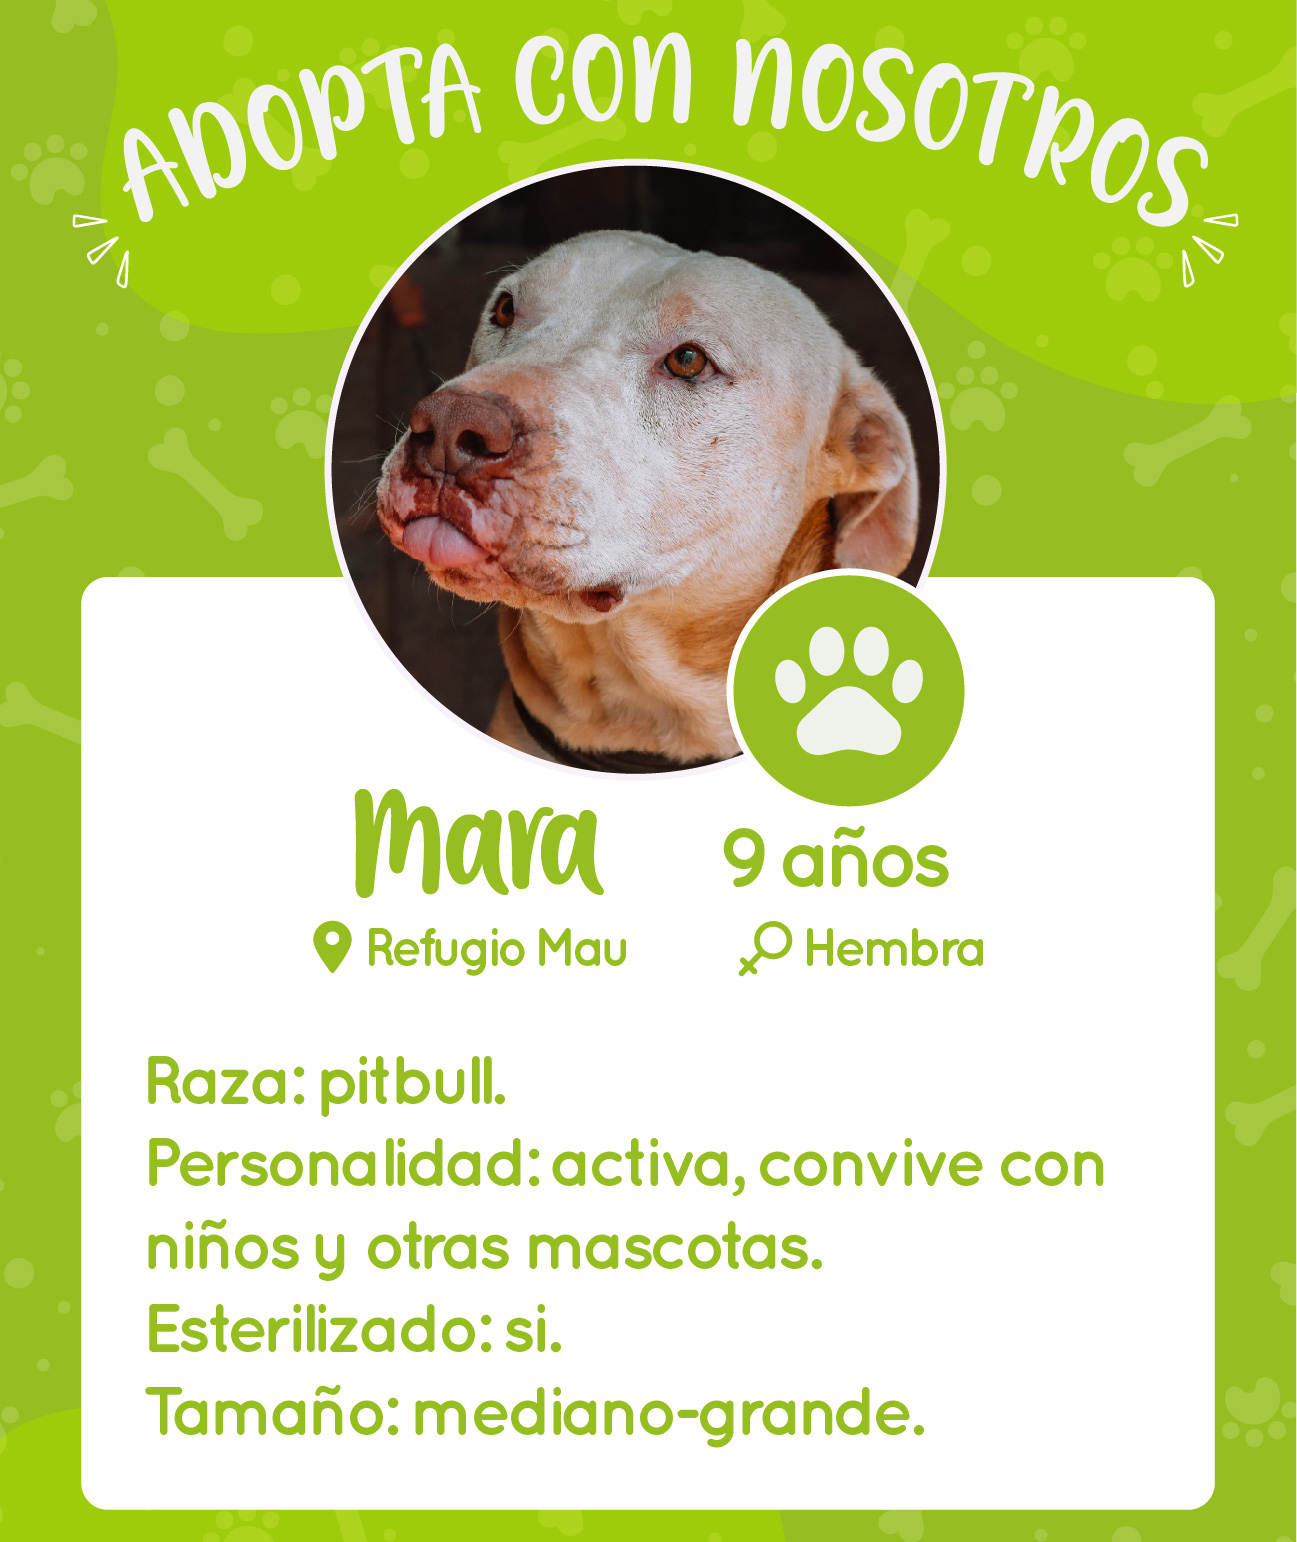 ADOPTA CON NOSOTROS
Mara
9 años
Refugio Mau
Hembra
Raza: pitbull.
Personalidad: activa, convive con
niños y otras mascotas.
Esterilizado: si.
Tamaño: mediano-grande.